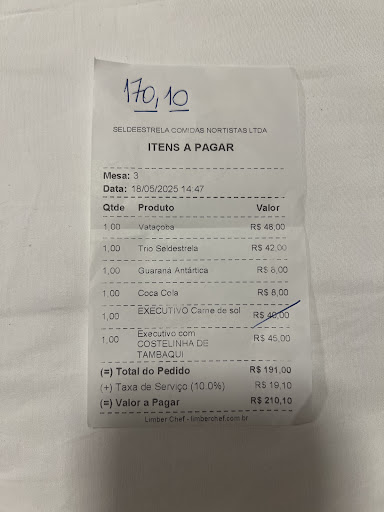 170,10
SELDEESTRELA COMIDAS NORTISTAS LTDA
ITENS A PAGAR
Mesa: 3
Data: 18/05/2025 14:47
Qtde Produto Valor
1,00 Vataçoba R$ 48,00
1,00 Trio Seldestrela R$ 42,00
1,00 Guaraná Antártica R$ 8,00
1,00 Coca Cola R$ 8,00
1,00 EXECUTIVO Carne de sol R$ 40,00
1,00 Executivo com R$ 45,00
COSTELINHA DE
TAMBAQUI
(=) Total do Pedido R$ 191,00
(+) Taxa de Serviço (10.0%) R$ 19,10
(=) Valor a Pagar R$ 210,10
Limber Chef - limberchef.com.br